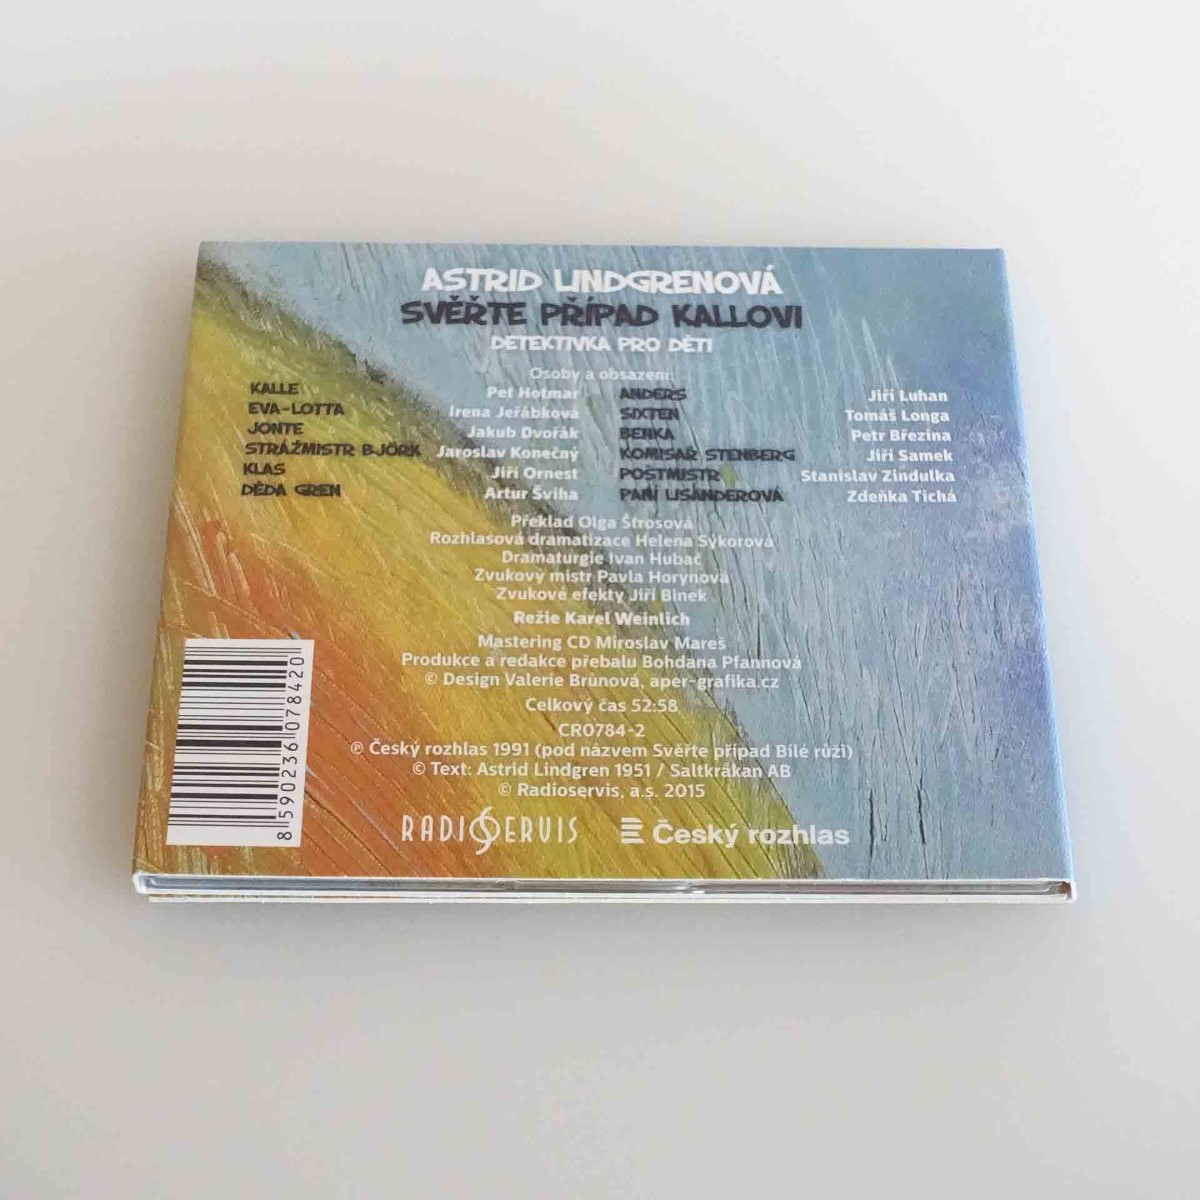 ASTRID LINDGRENOVÁ
SVĚŘTE PŘÍPAD KALLOVI
DETEKTIVKA PRO DĚTI
Osoby a obsazení:
KALLE Peť Hotmar ANDERS Jiří Luhan
EVA-LOTTA Irena Jeřábková SIXTEN Tomáš Longa
JONTE Jakub Dvořák BENKA Petr Březina
STRÁŽMISTR BJÖRK Jaroslav Konečný KOMISAŘ STENBERG Jiří Samek
KLAS Jiří Ornest POŠTMISTR Stanislav Zindulka
DĚDA GREN Artur Šviha PANÍ LISANDEROVÁ Zdeňka Tichá
Překlad Olga Štrosová
Rozhlasová dramatizace Helena Sýkorová
Dramaturgie Ivan Hubač
Zvukový mistr Pavla Horynová
Zvukové efekty Jiří Binek
Režie Karel Weinlich
Mastering CD Miroslav Mareš
Produkce a redakce přebalu Bohdana Pfannová
© Design Valerie Brůnová, aper-grafika.cz
Celkový čas 52:58
CR0784-2
℗ Český rozhlas 1991 (pod názvem Svěřte případ Bílé růži)
© Text: Astrid Lindgren 1951 / Saltkråkan AB
© Radioservis, a.s. 2015
8 590236 078420
RADIOSERVIS Český rozhlas